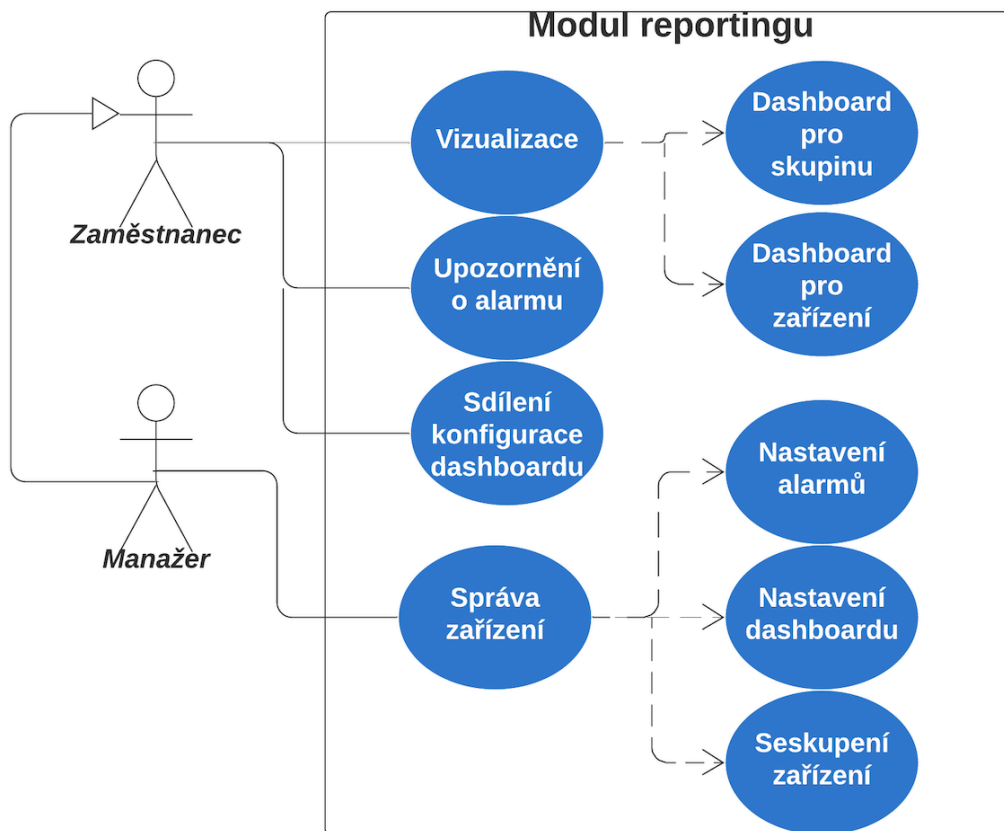 Modul reportingu
Dashboard
pro
skupinu
Vizualizace
Zaměstnanec
Dashboard
pro
zařízení
Upozornění
o alarmu
Sdílení
konfigurace
dashboardu
Nastavení
alarmů
Manažer
Správa
zařízení
Nastavení
dashboardu
Seskupení
zařízení